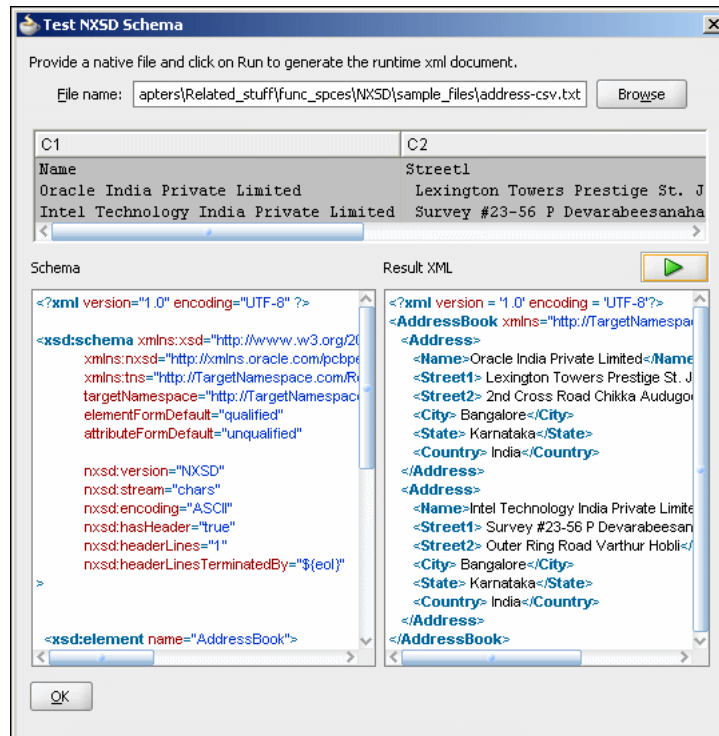 Test NXSD Schema
Provide a native file and click on Run to generate the runtime xml document.
File name: apters\Related_stuff\func_spces\NXSD\sample_files\address-csv.txt Browse
C1 C2
Name Street1
Oracle India Private Limited Lexington Towers Prestige St. J
Intel Technology India Private Limited Survey #23-56 P Devarabeesanaha
Schema
<?xml version="1.0" encoding="UTF-8" ?>
<xsd:schema xmlns:xsd="http://www.w3.org/20
xmlns:nxsd="http://xmlns.oracle.com/pcbpe
xmlns:tns="http://TargetNamespace.com/Re
targetNamespace="http://TargetNamespac
elementFormDefault="qualified"
attributeFormDefault="unqualified"
nxsd:version="NXSD"
nxsd:stream="chars"
nxsd:encoding="ASCII"
nxsd:hasHeader="true"
nxsd:headerLines="1"
nxsd:headerLinesTerminatedBy="${eol}"
>
<xsd:element name="AddressBook">
Result XML
<?xml version = '1.0' encoding = 'UTF-8'?>
<AddressBook xmlns="http://TargetNamespa
<Address>
<Name>Oracle India Private Limited</Name
<Street1> Lexington Towers Prestige St. J
<Street2> 2nd Cross Road Chikka Audugo
<City> Bangalore</City>
<State> Karnataka</State>
<Country> India</Country>
</Address>
<Address>
<Name>Intel Technology India Private Limite
<Street1> Survey #23-56 P Devarabeesan
<Street2> Outer Ring Road Varthur Hobli</
<City> Bangalore</City>
<State> Karnataka</State>
<Country> India</Country>
</Address>
</AddressBook>
OK